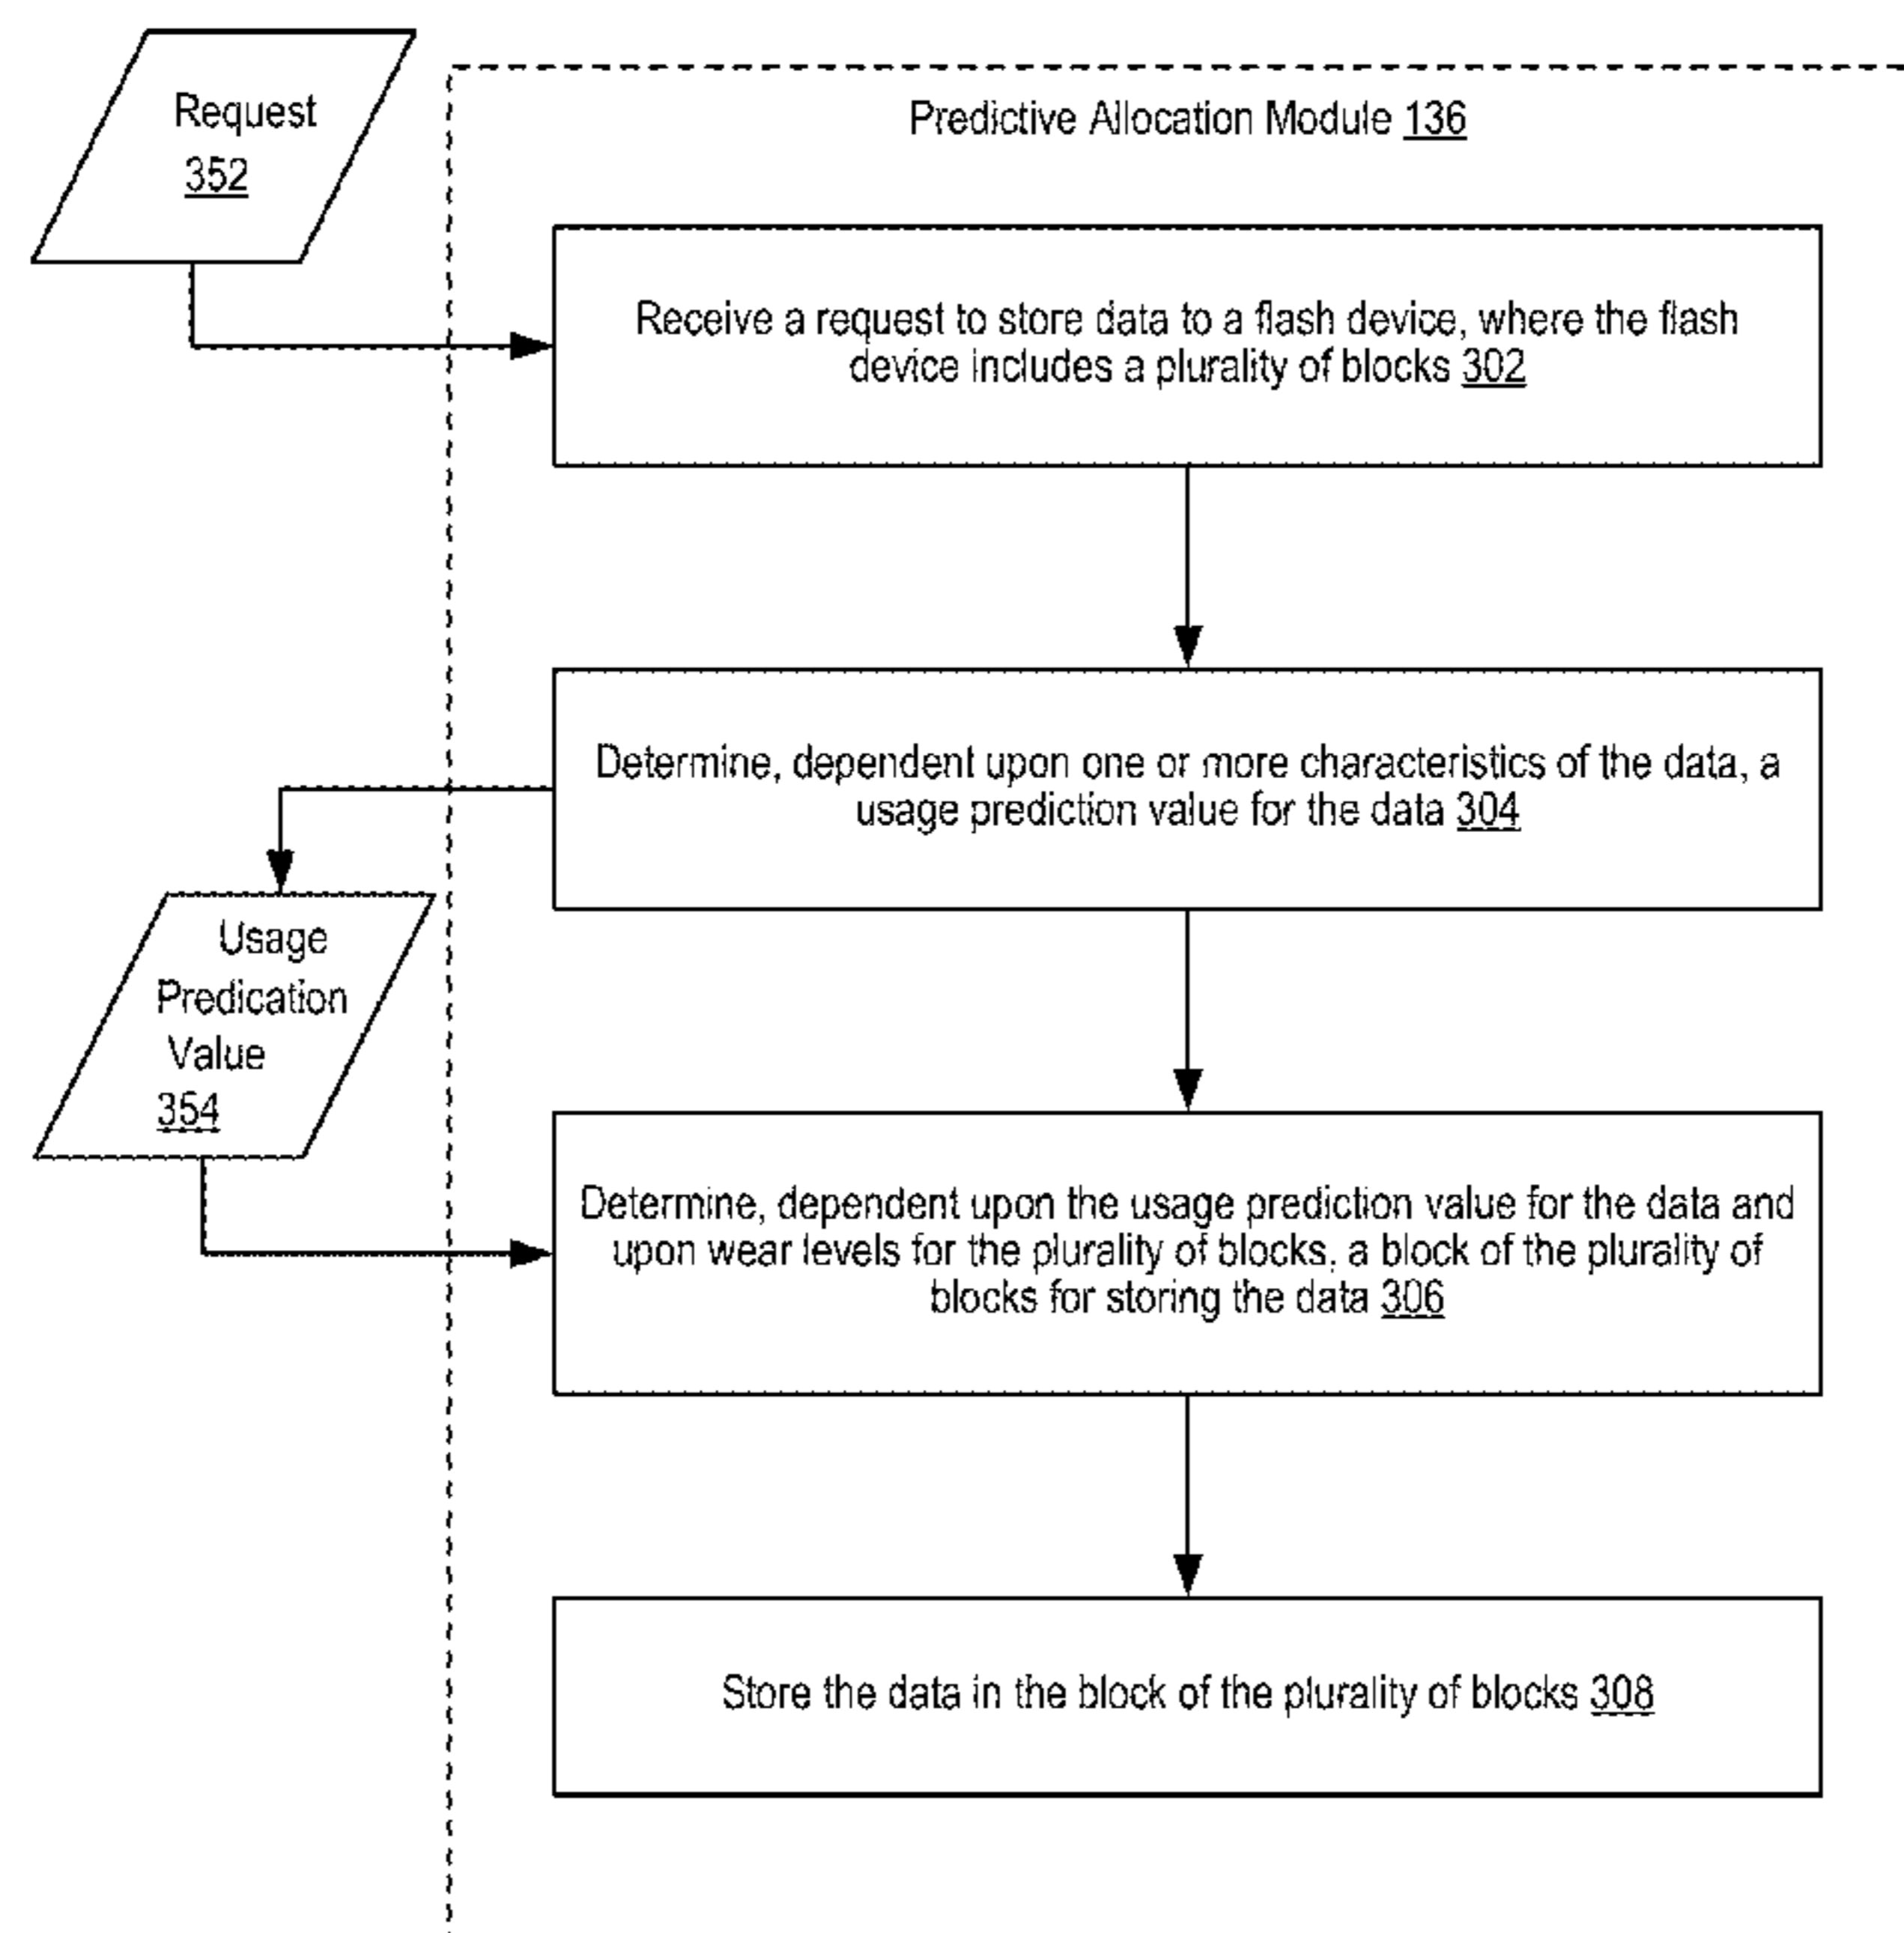 Request
352
Predictive Allocation Module 136
Receive a request to store data to a flash device, where the flash
device includes a plurality of blocks 302
Determine, dependent upon one or more characteristics of the data, a
usage prediction value for the data 304
Usage
Predication
Value
354
Determine, dependent upon the usage prediction value for the data and
upon wear levels for the plurality of blocks, a block of the plurality of
blocks for storing the data 306
Store the data in the block of the plurality of blocks 308